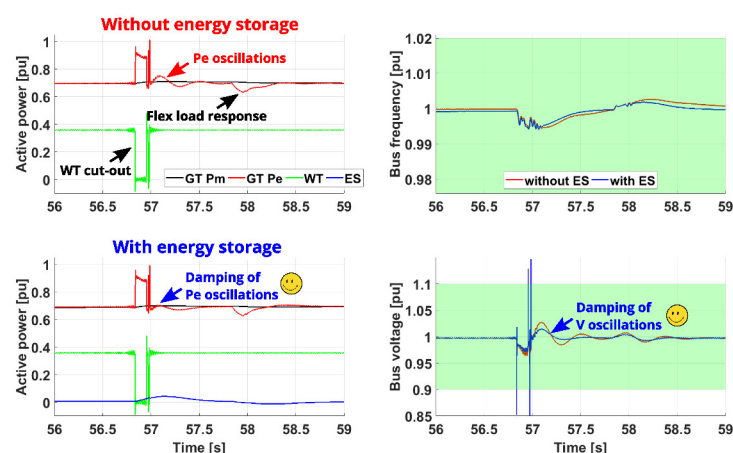 Without energy storage
Active power [pu]
1
0.8
0.6
0.4
0.2
0
Pe oscillations
Flex load response
WT cut-out
GT Pm GT Pe WT ES
56 56.5 57 57.5 58 58.5 59
Bus frequency [pu]
1.02
1.01
1
0.99
0.98
without ES with ES
56 56.5 57 57.5 58 58.5 59
With energy storage
Active power [pu]
1
0.8
0.6
0.4
0.2
0
Damping of
Pe oscillations
56 56.5 57 57.5 58 58.5 59
Time [s]
Bus voltage [pu]
1.1
1.05
1
0.95
0.9
0.85
Damping of
V oscillations
56 56.5 57 57.5 58 58.5 59
Time [s]